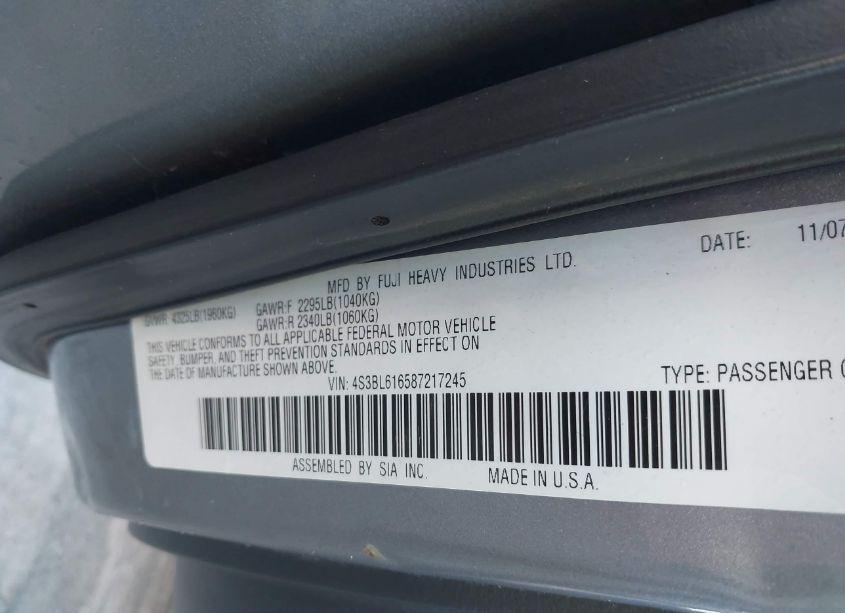 MFD BY FUJI HEAVY INDUSTRIES LTD. DATE: 11/07
GAWR: 4325LB(1960KG) GAWR:F 2295LB(1040KG)
GAWR:R 2340LB(1060KG)
THIS VEHICLE CONFORMS TO ALL APPLICABLE FEDERAL MOTOR VEHICLE
SAFETY, BUMPER, AND THEFT PREVENTION STANDARDS IN EFFECT ON
THE DATE OF MANUFACTURE SHOWN ABOVE.
VIN: 4S3BL616587217245 TYPE: PASSENGER
ASSEMBLED BY SIA INC. MADE IN U.S.A.